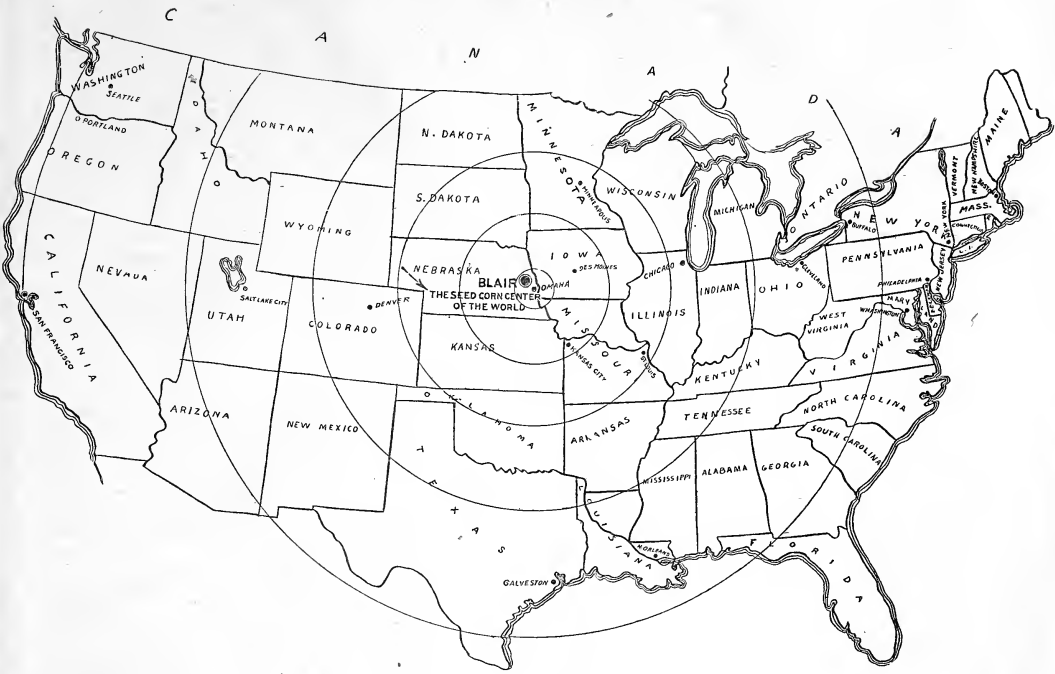 C A N A D A
WASHINGTON
SEATTLE
PORTLAND
OREGON
IDAHO
MONTANA
N. DAKOTA
S. DAKOTA
MINNESOTA
MINNEAPOLIS
WISCONSIN
MICHIGAN
ONTARIO
MAINE
VERMONT
NEW HAMPSHIRE
BOSTON
MASS.
NEW YORK
BUFFALO
NEW YORK
L. I.
PENNSYLVANIA
PHILADELPHIA
NEW JERSEY
WYOMING
NEBRASKA
IOWA
DES MOINES
BLAIR
OMAHA
THE SEED CORN CENTER
OF THE WORLD
CHICAGO
ILLINOIS
INDIANA
OHIO
CLEVELAND
MARY
WASHINGTON
WEST
VIRGINIA
VIRGINIA
CALIFORNIA
SAN FRANCISCO
NEVADA
UTAH
SALT LAKE CITY
COLORADO
DENVER
KANSAS
KANSAS CITY
MISSOURI
ST LOUIS
KENTUCKY
TENNESSEE
NORTH CAROLINA
SOUTH CAROLINA
ARIZONA
NEW MEXICO
OKLAHOMA
ARKANSAS
MISSISSIPPI
ALABAMA
GEORGIA
TEXAS
LOUISIANA
N. ORLEANS
GALVESTON
FLORIDA